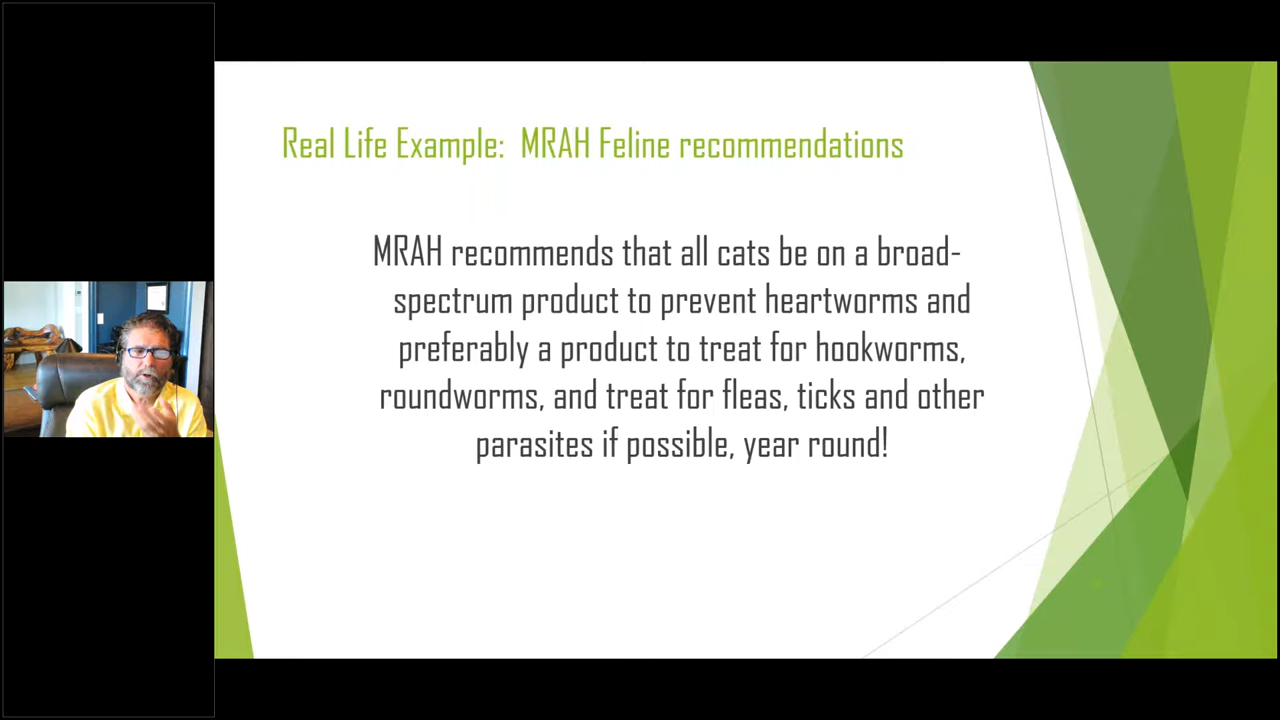 Real Life Example: MRAH Feline recommendations
MRAH recommends that all cats be on a broad-
spectrum product to prevent heartworms and
preferably a product to treat for hookworms,
roundworms, and treat for fleas, ticks and other
parasites if possible, year round!